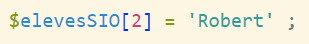 $elevesSIO[2] = 'Robert' ;